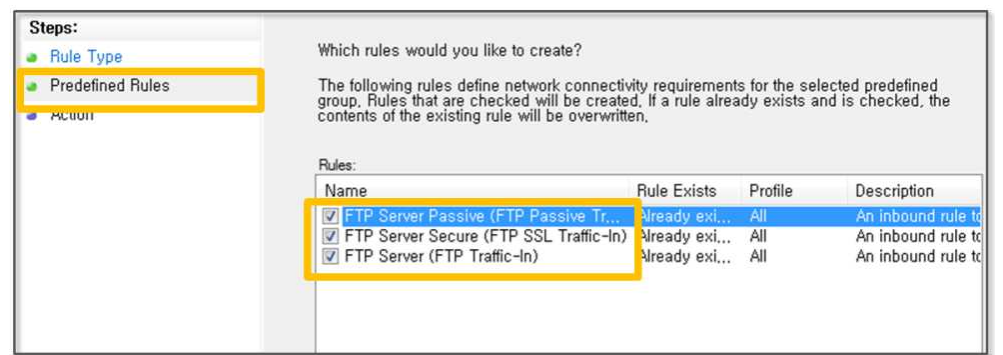 Steps:
Rule Type
Predefined Rules
Action
Which rules would you like to create?
The following rules define network connectivity requirements for the selected predefined
group, Rules that are checked will be created, If a rule already exists and is checked, the
contents of the existing rule will be overwritten,
Rules:
Name Rule Exists Profile Description
FTP Server Passive (FTP Passive Tr... Already exi... All An inbound rule to
FTP Server Secure (FTP SSL Traffic-In) Already exi... All An inbound rule to
FTP Server (FTP Traffic-In) Already exi... All An inbound rule to